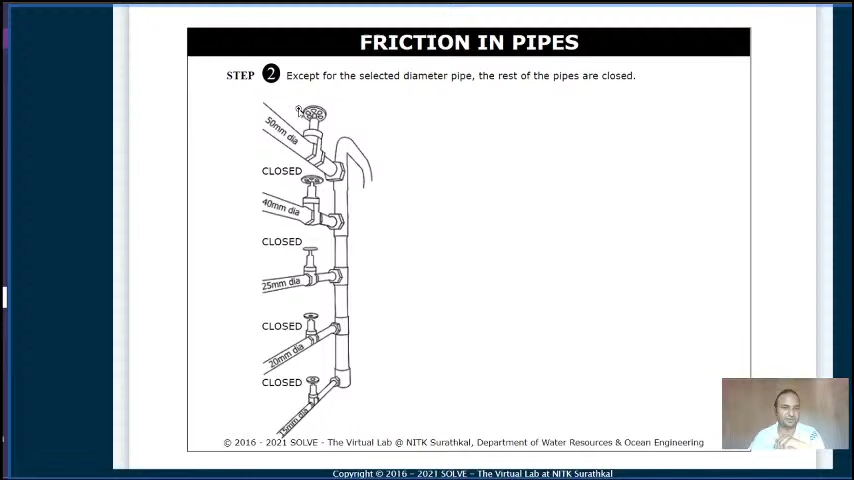 FRICTION IN PIPES
STEP 2 Except for the selected diameter pipe, the rest of the pipes are closed.
50mm dia
CLOSED
40mm dia
CLOSED
25mm dia
CLOSED
20mm dia
CLOSED
15mm dia
© 2016 - 2021 SOLVE - The Virtual Lab @ NITK Surathkal, Department of Water Resources & Ocean Engineering
Copyright © 2016 – 2021 SOLVE – The Virtual Lab at NITK Surathkal